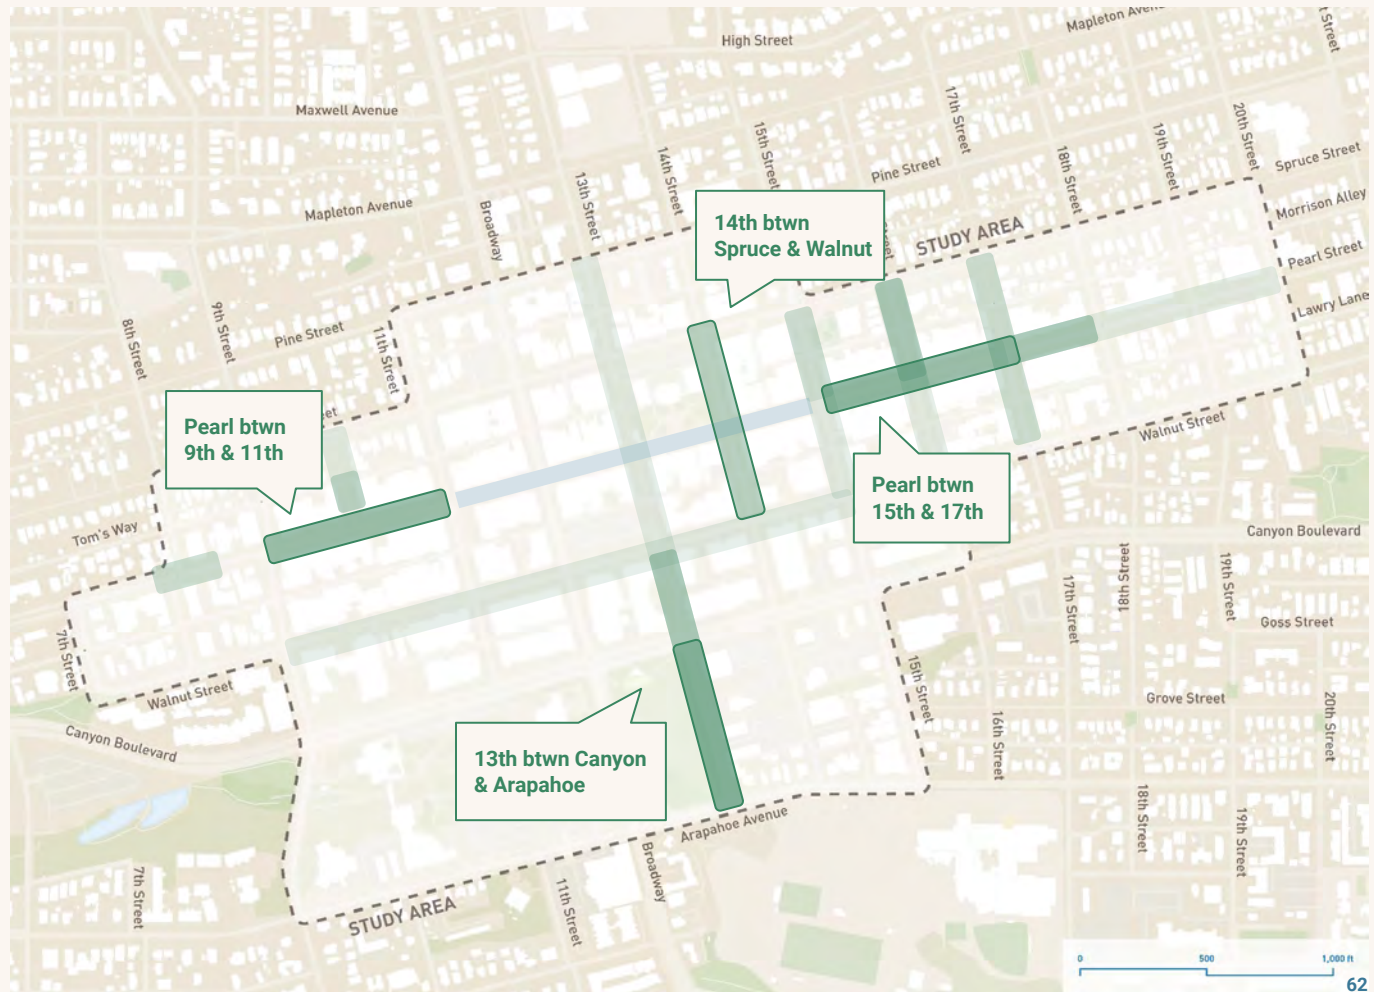 High Street
Mapleton
Maxwell Avenue
17th Street
20th Street
15th Street
19th Street
14th Street
18th Street
Spruce Street
Pine Street
13th Street
Morrison Alley
Mapleton Avenue
Broadway
14th btwn
Spruce & Walnut
STUDY AREA
Pearl Street
Lawry Lane
9th Street
8th Street
Pine Street
11th Street
Pearl btwn
9th & 11th
Walnut Street
Pearl btwn
15th & 17th
Tom's Way
Canyon Boulevard
18th Street
19th Street
17th Street
Goss Street
7th Street
15th Street
Walnut Street
Grove Street
20th Street
16th Street
Canyon Boulevard
13th btwn Canyon
& Arapahoe
18th Street
19th Street
Arapahoe Avenue
Broadway
7th Street
11th Street
STUDY AREA
0 500 1,000 ft
62